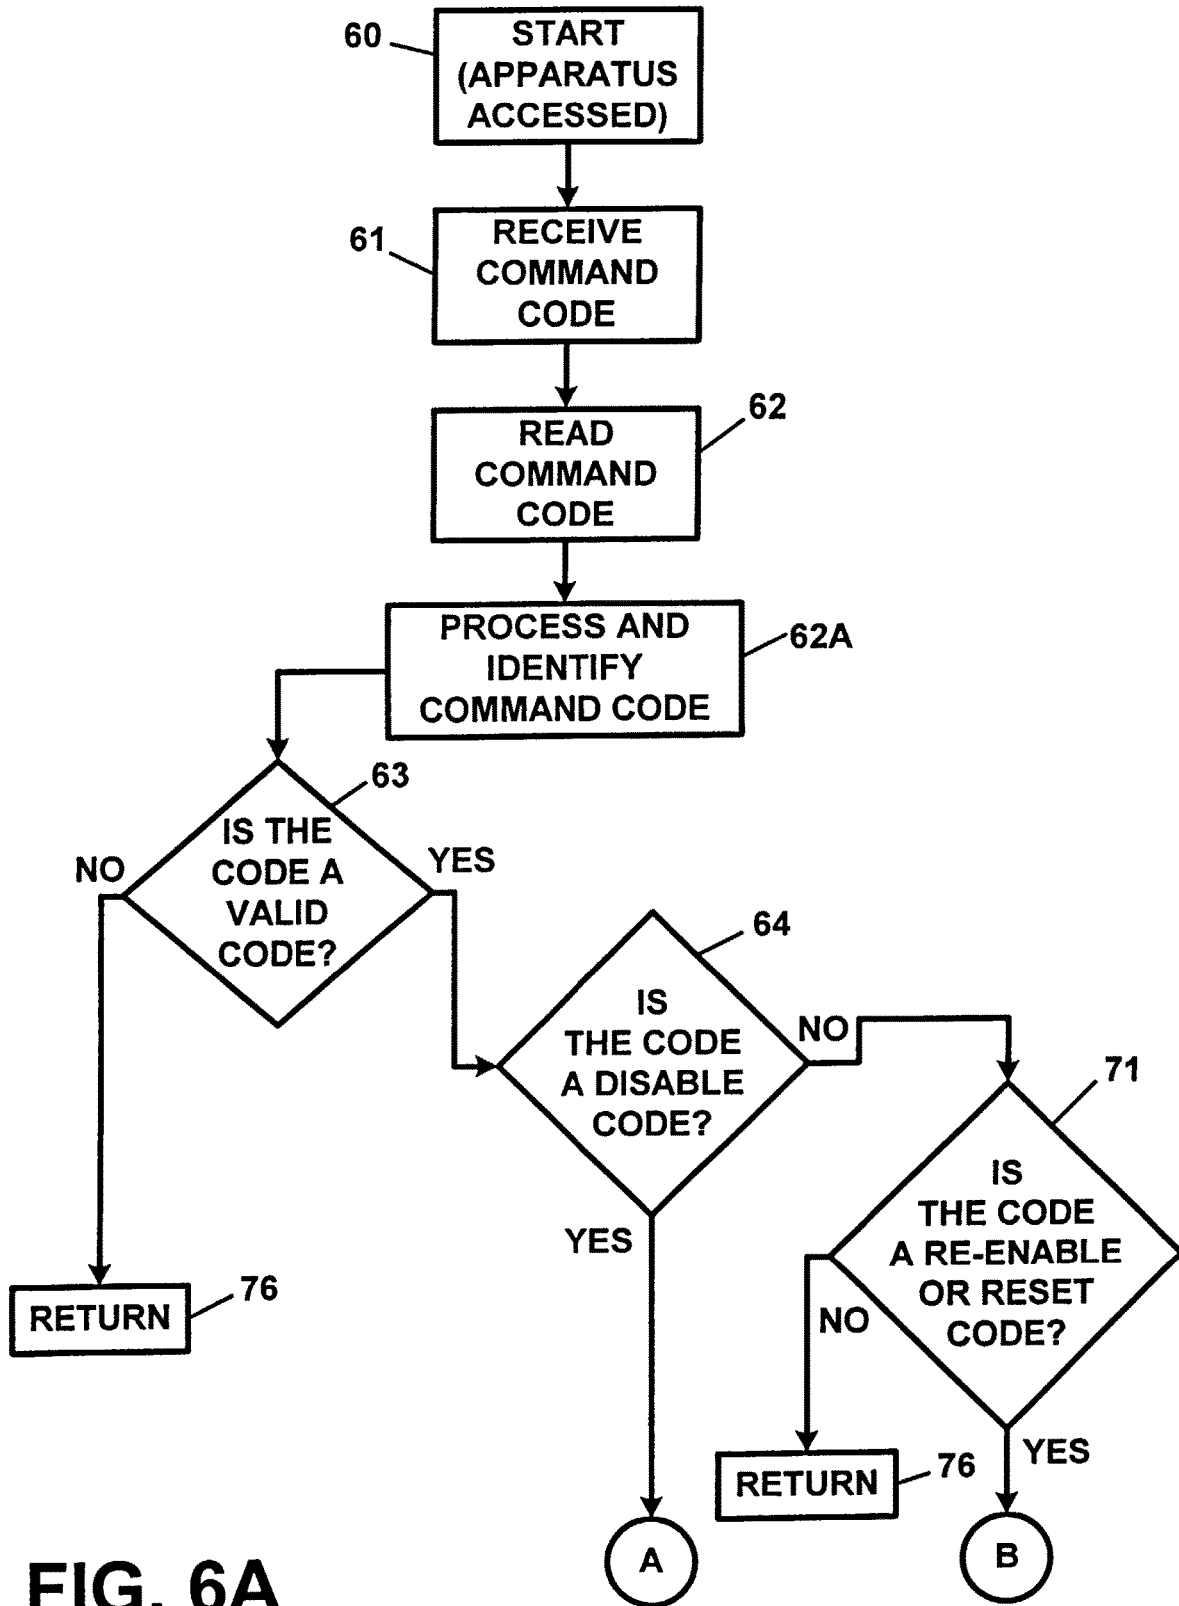 60
START
(APPARATUS
ACCESSED)
61
RECEIVE
COMMAND
CODE
62
READ
COMMAND
CODE
62A
PROCESS AND
IDENTIFY
COMMAND CODE
63
IS THE
CODE A
VALID
CODE?
NO
YES
64
IS
THE CODE
A DISABLE
CODE?
NO
YES
71
IS
THE CODE
A RE-ENABLE
OR RESET
CODE?
NO
YES
RETURN
76
RETURN
76
A
B
FIG. 6A